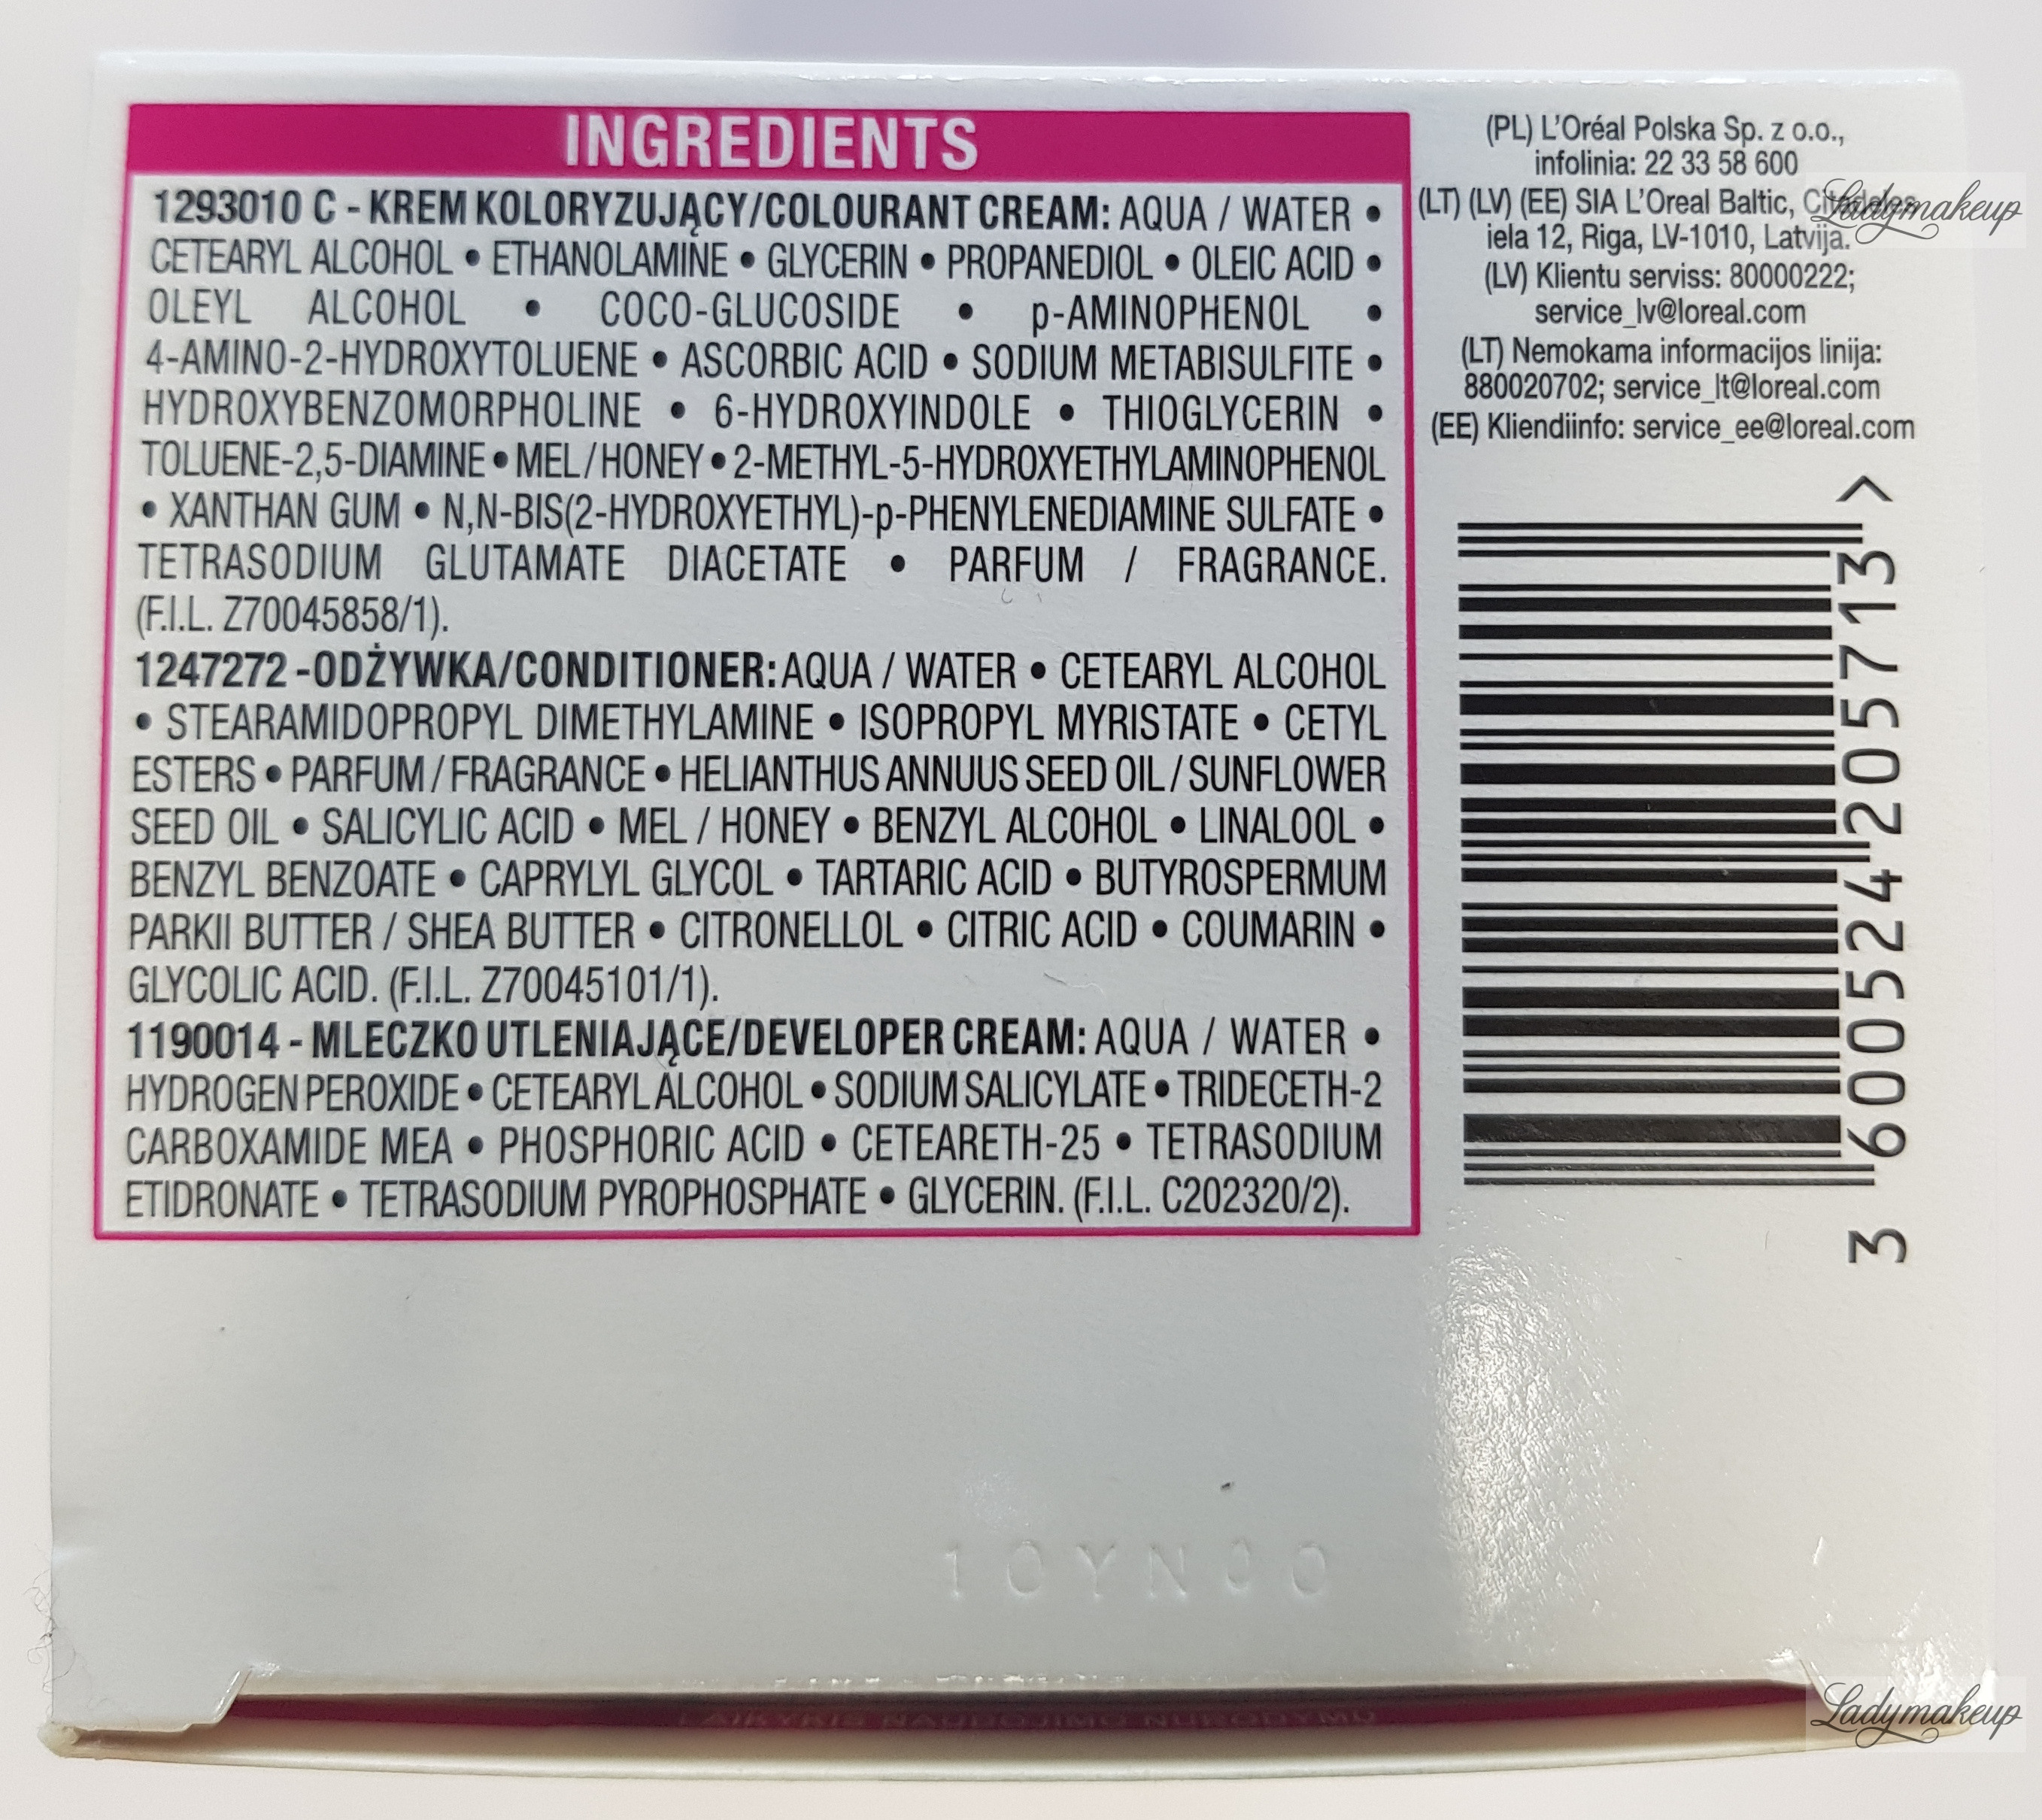 INGREDIENTS
1293010 C - KREM KOLORYZUJĄCY/COLOURANT CREAM: AQUA / WATER •
CETEARYL ALCOHOL • ETHANOLAMINE • GLYCERIN • PROPANEDIOL • OLEIC ACID •
OLEYL ALCOHOL • COCO-GLUCOSIDE • p-AMINOPHENOL •
4-AMINO-2-HYDROXYTOLUENE • ASCORBIC ACID • SODIUM METABISULFITE •
HYDROXYBENZOMORPHOLINE • 6-HYDROXYINDOLE • THIOGLYCERIN •
TOLUENE-2,5-DIAMINE • MEL / HONEY • 2-METHYL-5-HYDROXYETHYLAMINOPHENOL
• XANTHAN GUM • N,N-BIS(2-HYDROXYETHYL)-p-PHENYLENEDIAMINE SULFATE •
TETRASODIUM GLUTAMATE DIACETATE • PARFUM / FRAGRANCE.
(F.I.L. Z70045858/1).
1247272 -ODŻYWKA/CONDITIONER: AQUA / WATER • CETEARYL ALCOHOL
• STEARAMIDOPROPYL DIMETHYLAMINE • ISOPROPYL MYRISTATE • CETYL
ESTERS • PARFUM / FRAGRANCE • HELIANTHUS ANNUUS SEED OIL / SUNFLOWER
SEED OIL • SALICYLIC ACID • MEL / HONEY • BENZYL ALCOHOL • LINALOOL •
BENZYL BENZOATE • CAPRYLYL GLYCOL • TARTARIC ACID • BUTYROSPERMUM
PARKII BUTTER / SHEA BUTTER • CITRONELLOL • CITRIC ACID • COUMARIN •
GLYCOLIC ACID. (F.I.L. Z70045101/1).
1190014 - MLECZKO UTLENIAJĄCE/DEVELOPER CREAM: AQUA / WATER •
HYDROGEN PEROXIDE • CETEARYL ALCOHOL • SODIUM SALICYLATE • TRIDECETH-2
CARBOXAMIDE MEA • PHOSPHORIC ACID • CETEARETH-25 • TETRASODIUM
ETIDRONATE • TETRASODIUM PYROPHOSPHATE • GLYCERIN. (F.I.L. C202320/2).
(PL) L'Oréal Polska Sp. z o.o.,
infolinia: 22 33 58 600
(LT) (LV) (EE) SIA L'Oreal Baltic, Citadeles
iela 12, Riga, LV-1010, Latvija.
(LV) Klientu serviss: 80000222;
service_lv@loreal.com
(LT) Nemokama informacijos linija:
880020702; service_lt@loreal.com
(EE) Kliendiinfo: service_ee@loreal.com
3 600524 205713 >
Ladymakeup
10YN00
LAIKYKIS NAUDOJIMO NURODYMŲ
Ladymakeup